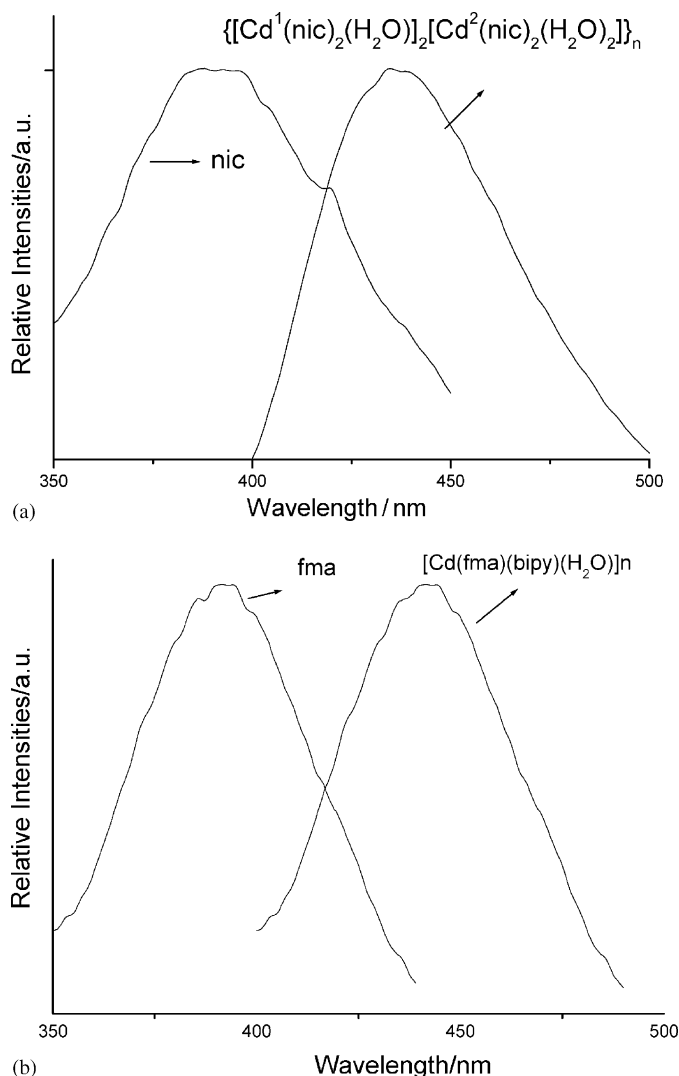 {[Cd¹(nic)₂(H₂O)]₂[Cd²(nic)₂(H₂O)₂]}ₙ
nic
Relative Intensities/a.u.
350 400 450 500
Wavelength / nm
(a)
fma
[Cd(fma)(bipy)(H₂O)]n
Relative Intensities/a.u.
350 400 450 500
Wavelength/nm
(b)